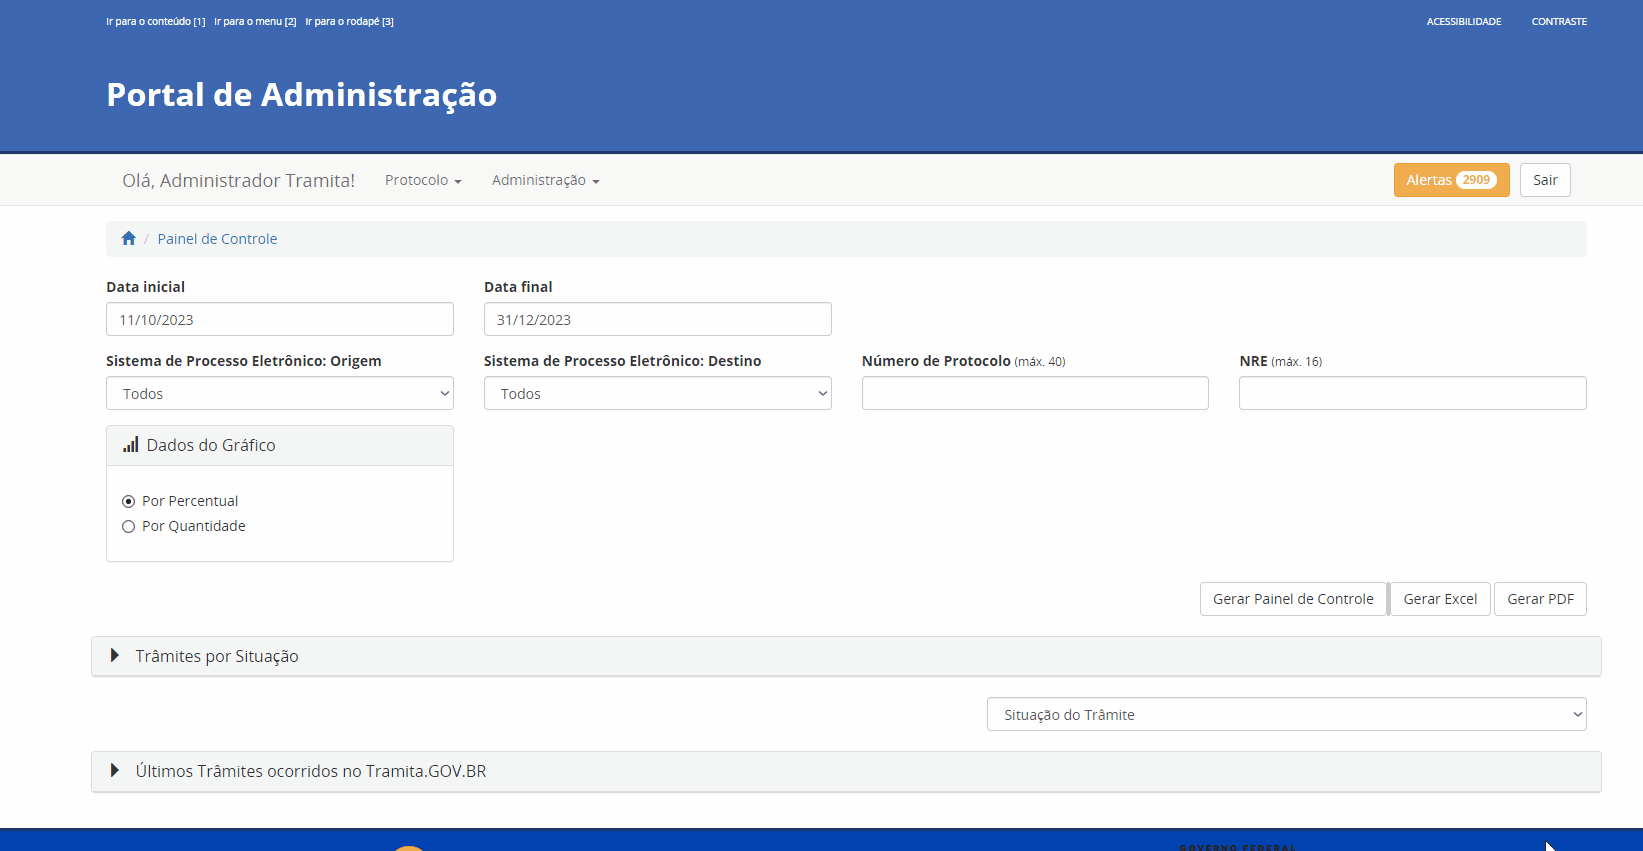 Ir para o conteúdo [1] Ir para o menu [2] Ir para o rodapé [3] ACESSIBILIDADE CONTRASTE
Portal de Administração
Olá, Administrador Tramita! Protocolo Administração Alertas 2909 Sair
/ Painel de Controle
Data inicial Data final
11/10/2023 31/12/2023
Sistema de Processo Eletrônico: Origem Sistema de Processo Eletrônico: Destino Número de Protocolo (máx. 40) NRE (máx. 16)
Todos Todos
Dados do Gráfico
Por Percentual
Por Quantidade
Gerar Painel de Controle Gerar Excel Gerar PDF
Trâmites por Situação
Situação do Trâmite
Últimos Trâmites ocorridos no Tramita.GOV.BR
GOVERNO FEDERAL